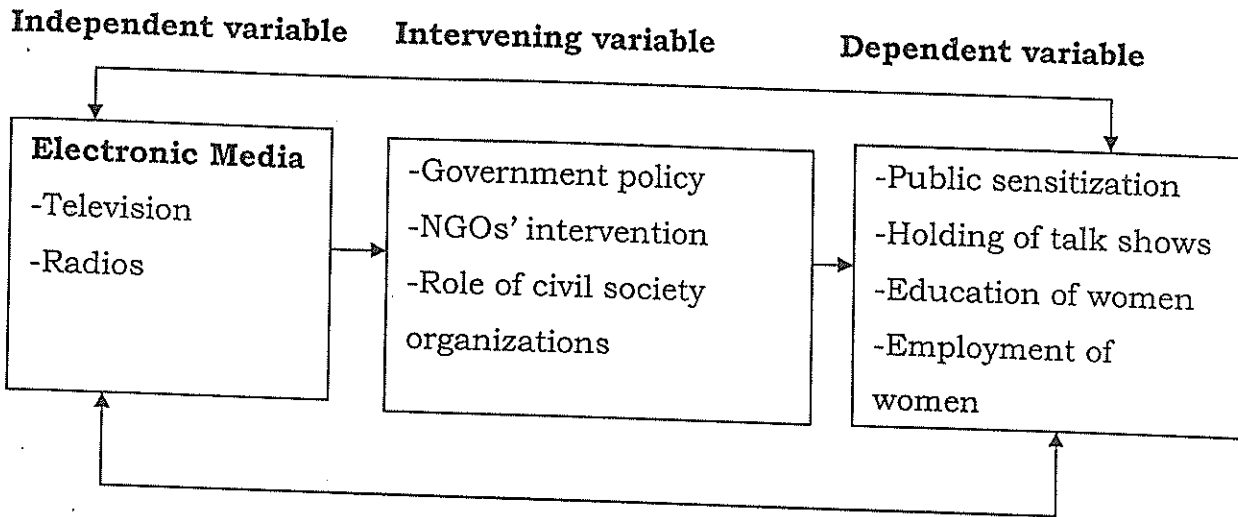 Independent variable
Intervening variable
Dependent variable
Electronic Media
-Television
-Radios
-Government policy
-NGOs' intervention
-Role of civil society
organizations
-Public sensitization
-Holding of talk shows
-Education of women
-Employment of
women